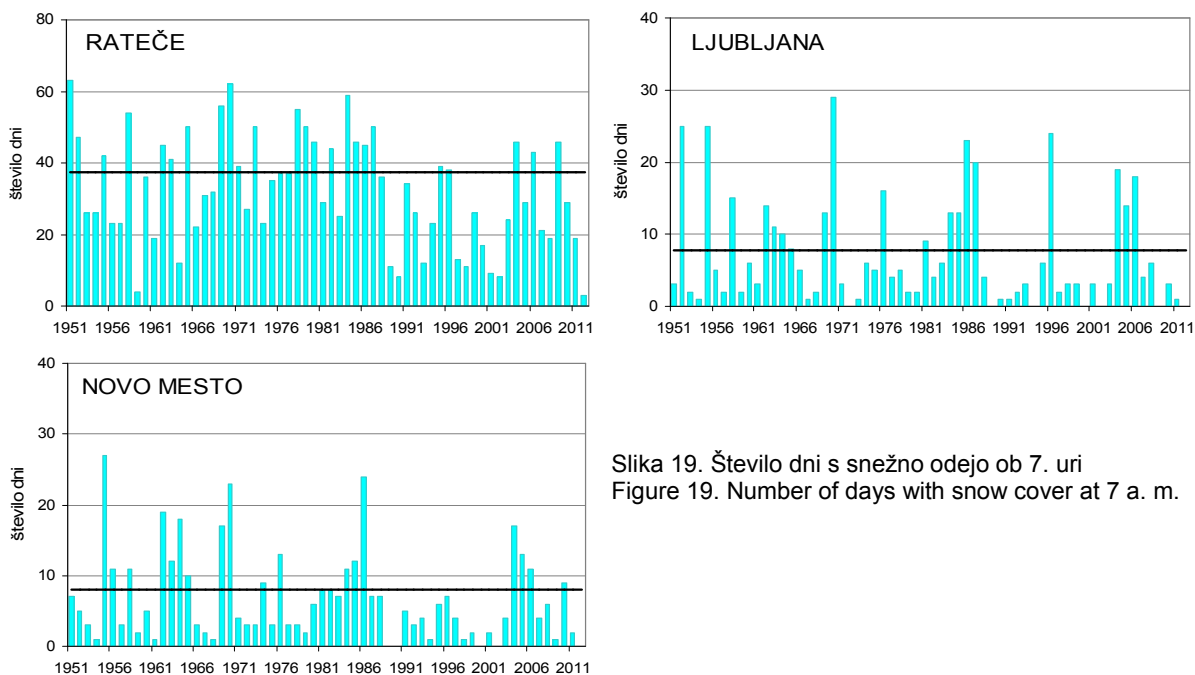 RATEČE
število dni
80
60
40
20
0
1951 1956 1961 1966 1971 1976 1981 1986 1991 1996 2001 2006 2011
LJUBLJANA
število dni
40
30
20
10
0
1951 1956 1961 1966 1971 1976 1981 1986 1991 1996 2001 2006 2011
NOVO MESTO
število dni
40
30
20
10
0
1951 1956 1961 1966 1971 1976 1981 1986 1991 1996 2001 2006 2011
Slika 19. Število dni s snežno odejo ob 7. uri
Figure 19. Number of days with snow cover at 7 a. m.